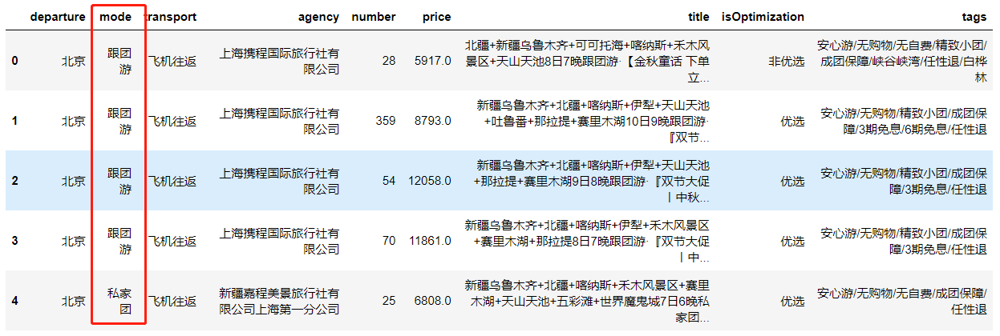 departure mode transport agency number price title isOptimization tags
0 北京 跟团游 飞机往返 上海携程国际旅行社有限公司 28 5917.0 北疆+新疆乌鲁木齐+可可托海+喀纳斯+禾木风景区+天山天池8日7晚跟团游·【金秋童话 下单立... 非优选 安心游/无购物/无自费/精致小团/成团保障/峡谷峡湾/任性退/白桦林
1 北京 跟团游 飞机往返 上海携程国际旅行社有限公司 359 8793.0 新疆乌鲁木齐+北疆+喀纳斯+伊犁+天山天池+吐鲁番+那拉提+赛里木湖10日9晚跟团游·『双节... 优选 安心游/无购物/精致小团/成团保障/3期免息/6期免息/任性退
2 北京 跟团游 飞机往返 上海携程国际旅行社有限公司 54 12058.0 新疆乌鲁木齐+北疆+喀纳斯+伊犁+天山天池+那拉提+赛里木湖9日8晚跟团游·『双节大促丨中秋... 优选 安心游/无购物/精致小团/成团保障/3期免息/任性退
3 北京 跟团游 飞机往返 上海携程国际旅行社有限公司 70 11861.0 新疆乌鲁木齐+北疆+喀纳斯+伊犁+禾木风景区+赛里木湖+那拉提8日7晚跟团游·『双节大促丨中... 优选 安心游/无购物/精致小团/成团保障/3期免息/任性退
4 北京 私家团 飞机往返 新疆嘉程美景旅行社有限公司上海第一分公司 25 6808.0 新疆乌鲁木齐+北疆+喀纳斯+禾木风景区+赛里木湖+天山天池+五彩滩+世界魔鬼城7日6晚私家团... 优选 安心游/无购物/无自费/成团保障/任性退